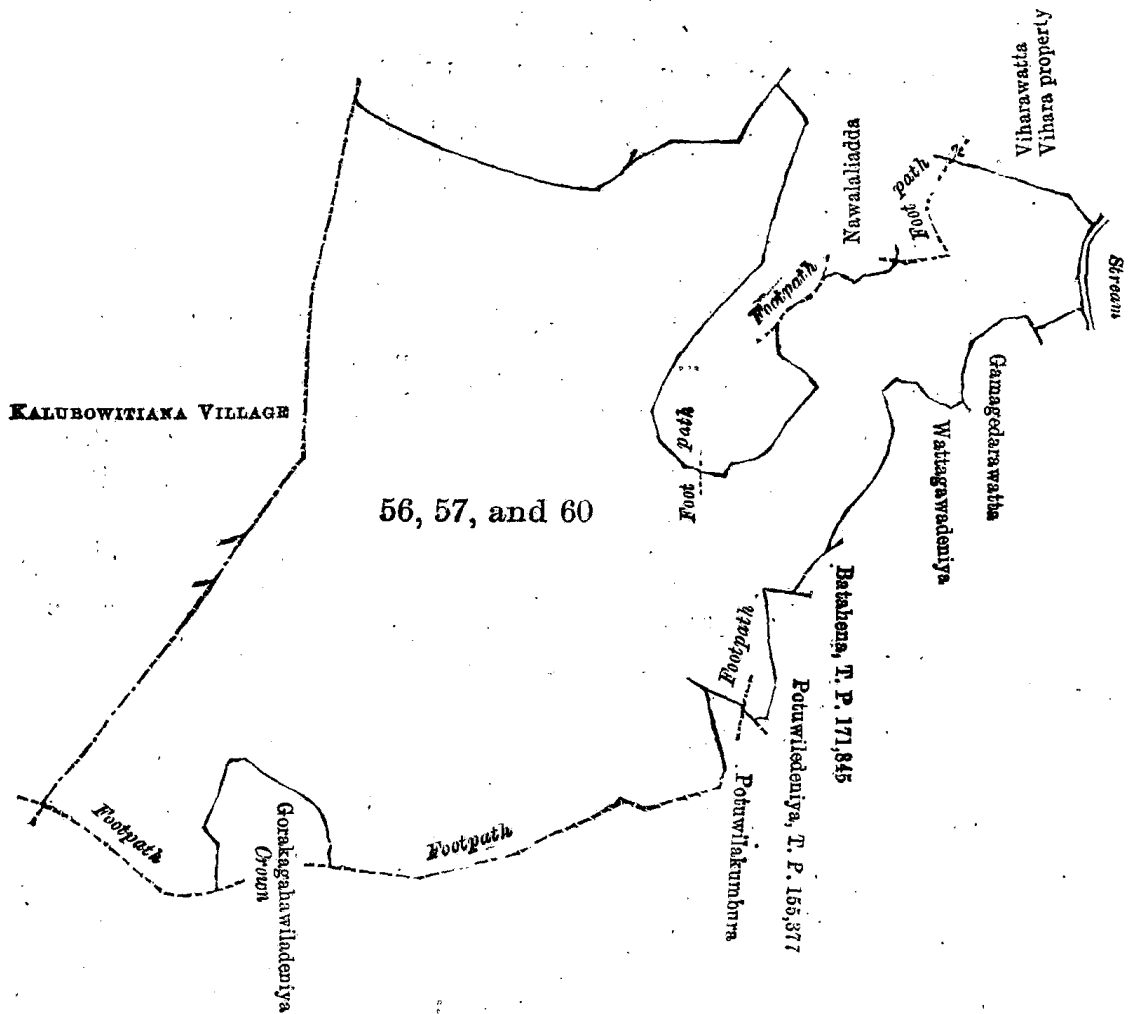 Viharawatta
Vihara property
Stream
Foot path
Nawalaliadda
Footpath
Gamagedarawatta
Wattagawadeniya
KALUBOWITIANA VILLAGE
Foot path
56, 57, and 60
Batahena, T. P. 171,845
Footpath
Potuwiledeniya, T. P. 155,377
Potuwilakumbura
Footpath
Gorakagahawiladeniya
Crown
Footpath